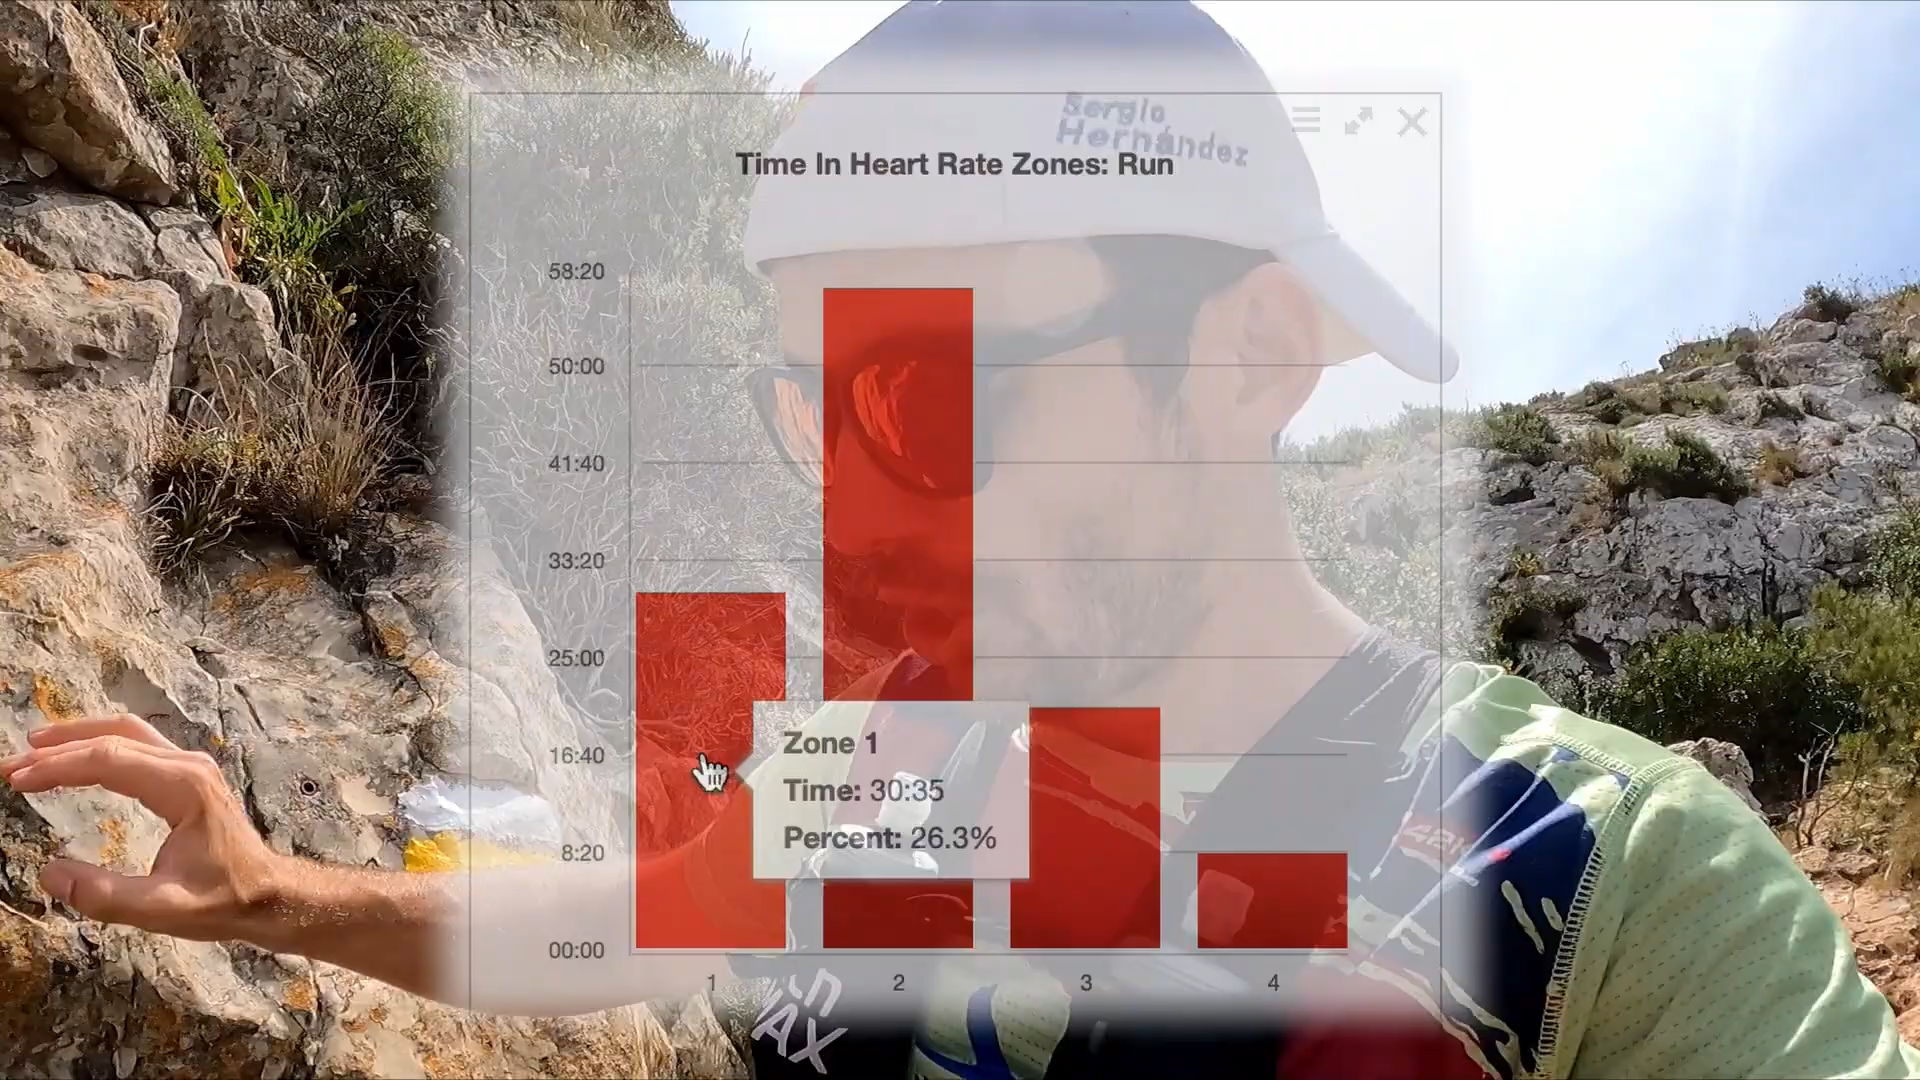 Sergio
Hernández
Time In Heart Rate Zones: Run
58:20
50:00
41:40
33:20
25:00
16:40
8:20
00:00
Zone 1
Time: 30:35
Percent: 26.3%
1
2
3
4